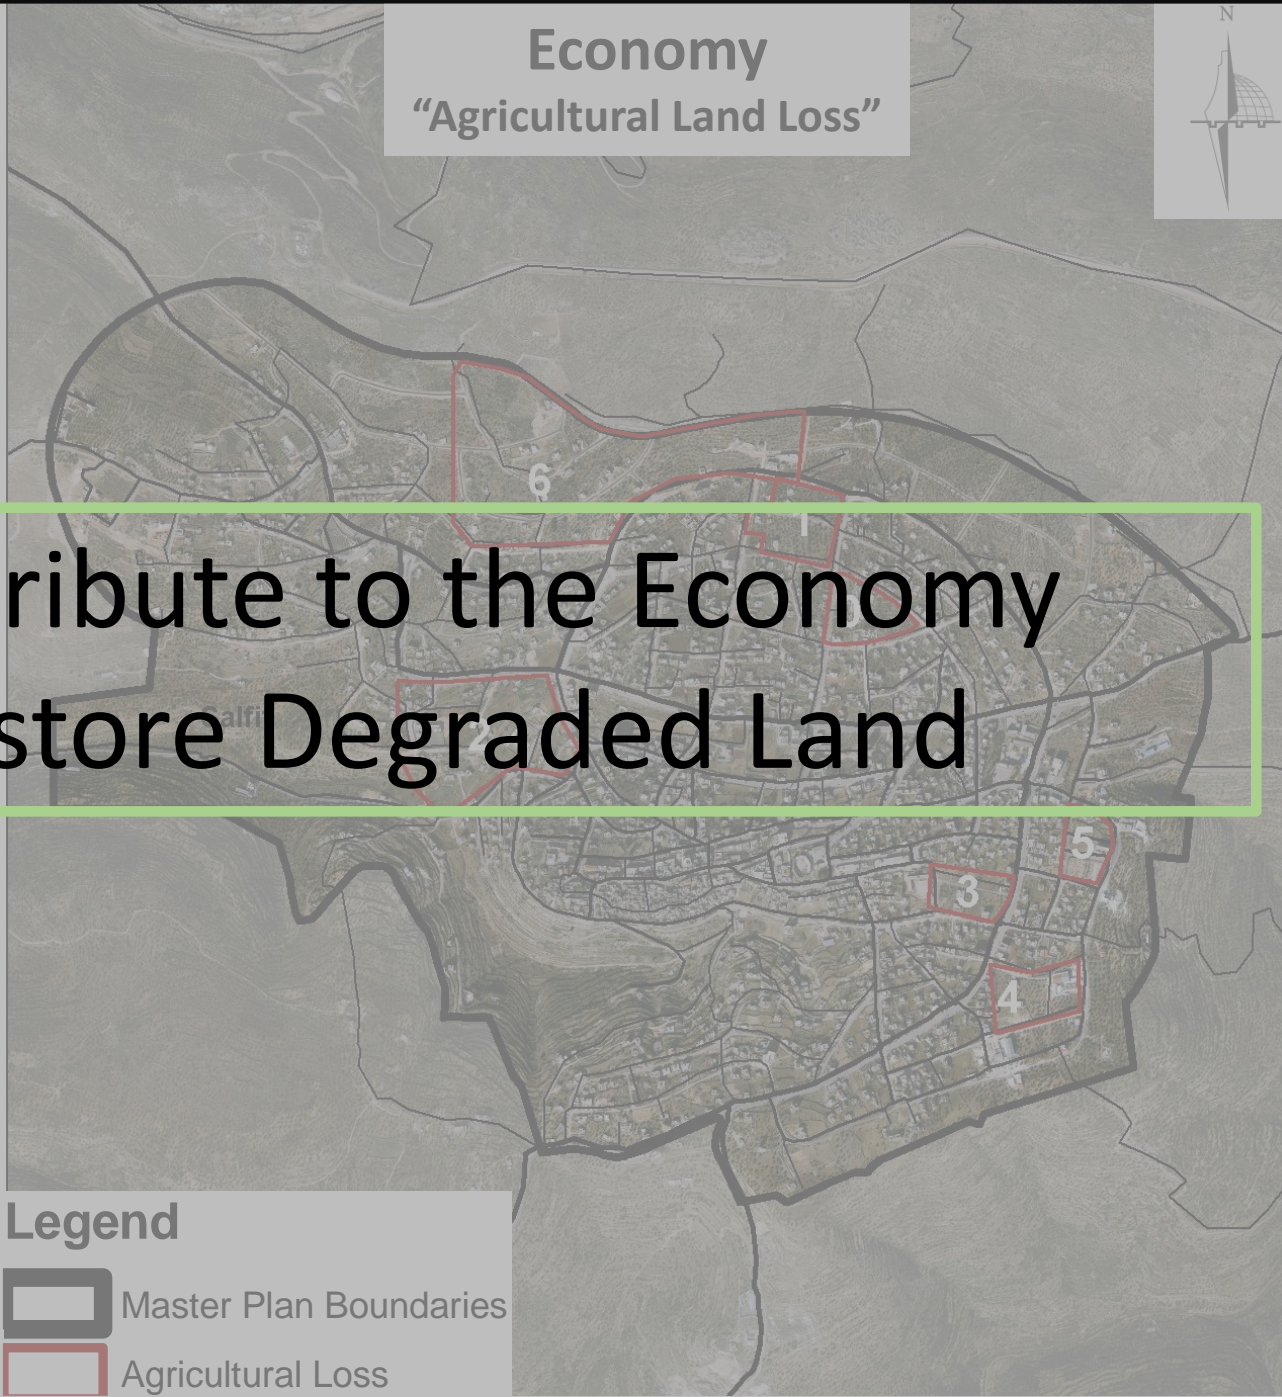 Economy
“Agricultural Land Loss”
N
6
1
ribute to the Economy
Salfi
store Degraded Land
2
5
3
4
Legend
Master Plan Boundaries
Agricultural Loss